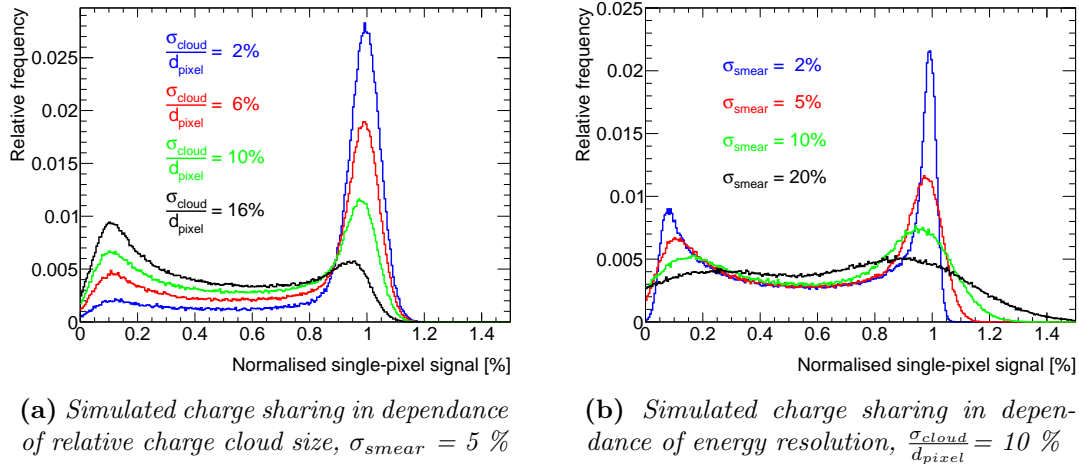 Relative frequency
0.025
0.02
0.015
0.01
0.005
0
σcloud / dpixel = 2%
σcloud / dpixel = 6%
σcloud / dpixel = 10%
σcloud / dpixel = 16%
0 0.2 0.4 0.6 0.8 1 1.2 1.4
Normalised single-pixel signal [%]
(a) Simulated charge sharing in dependance
of relative charge cloud size, σsmear = 5 %
Relative frequency
0.025
0.02
0.015
0.01
0.005
0
σsmear = 2%
σsmear = 5%
σsmear = 10%
σsmear = 20%
0 0.2 0.4 0.6 0.8 1 1.2 1.4
Normalised single-pixel signal [%]
(b) Simulated charge sharing in depen-
dance of energy resolution, σcloud / dpixel = 10 %